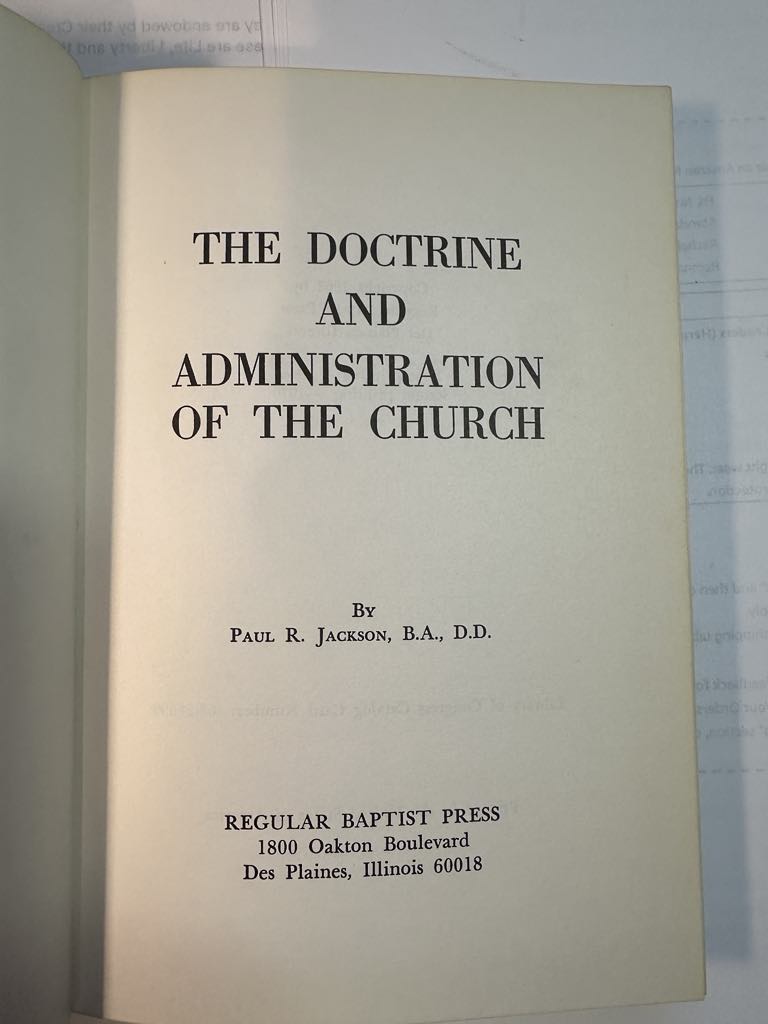 THE DOCTRINE
AND
ADMINISTRATION
OF THE CHURCH
By
Paul R. Jackson, B.A., D.D.
REGULAR BAPTIST PRESS
1800 Oakton Boulevard
Des Plaines, Illinois 60018